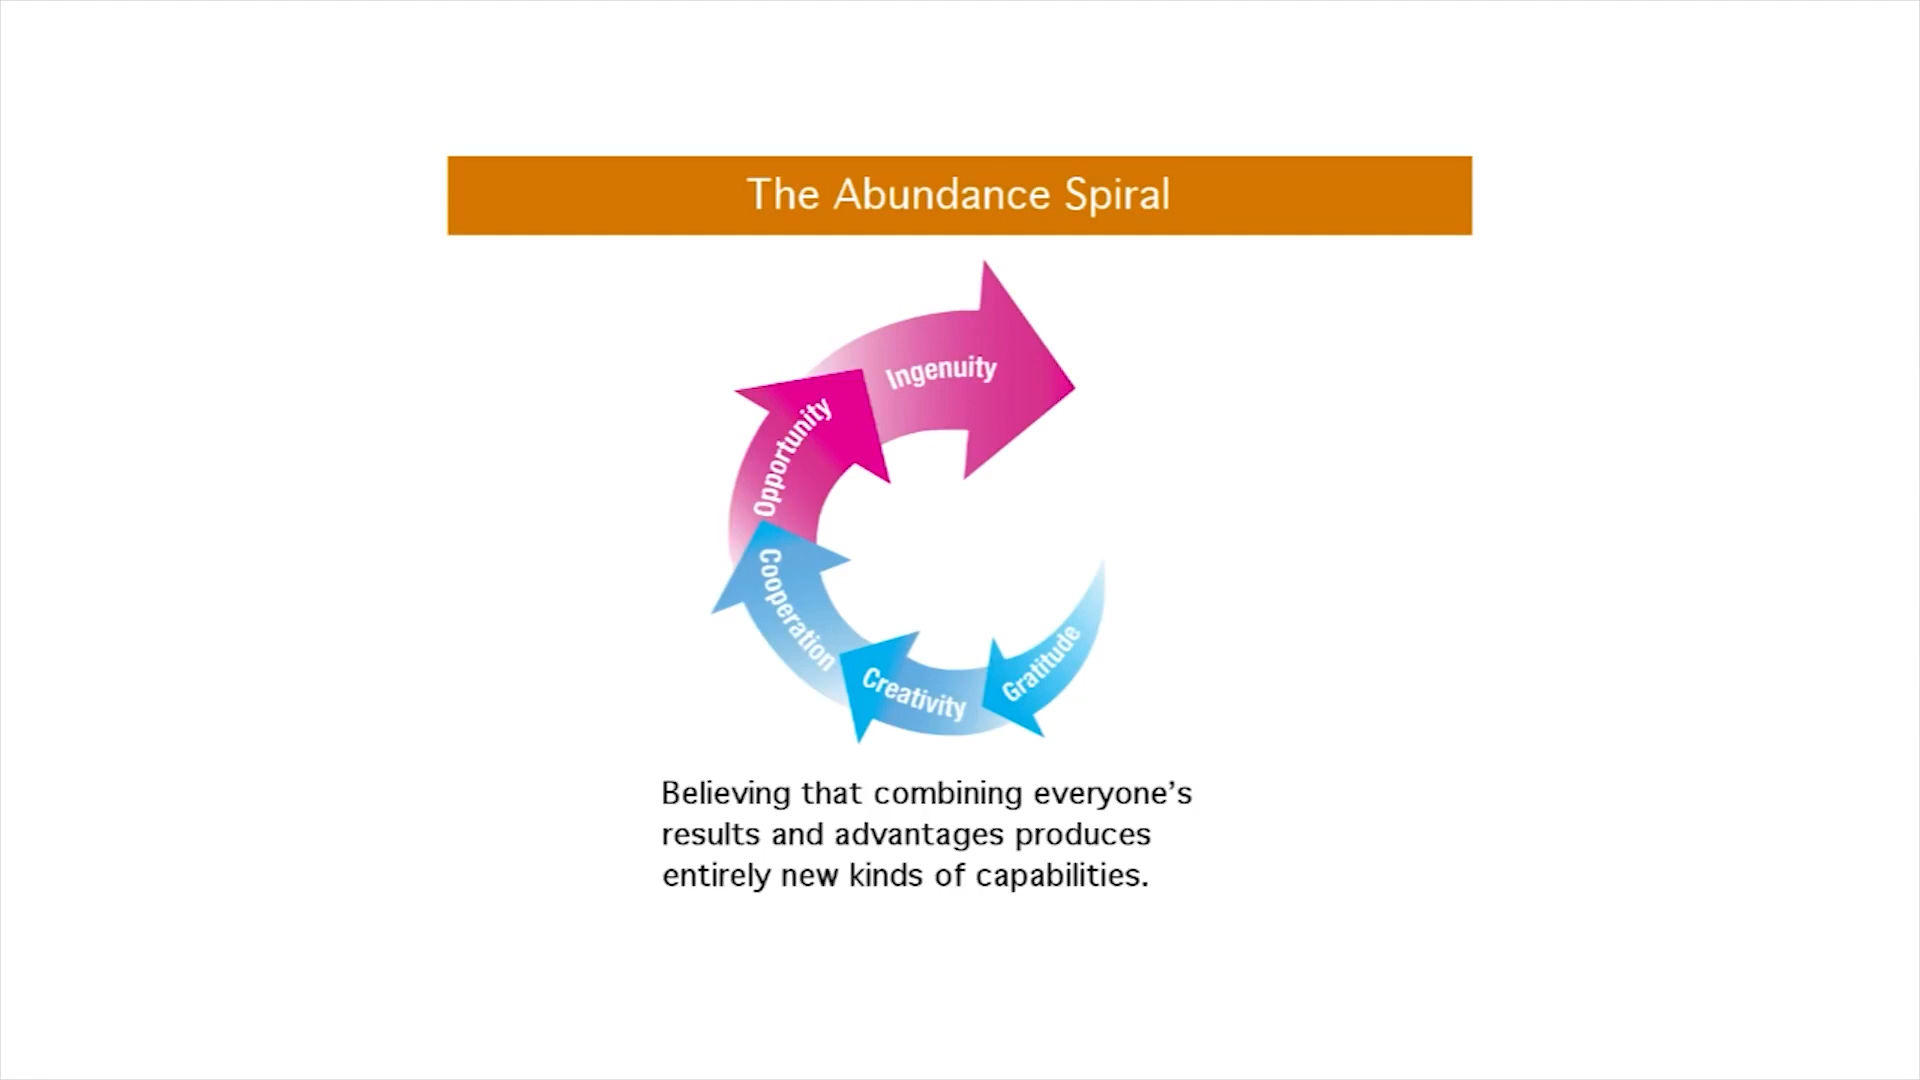 The Abundance Spiral
Ingenuity
Opportunity
Cooperation
Creativity
Gratitude
Believing that combining everyone’s
results and advantages produces
entirely new kinds of capabilities.